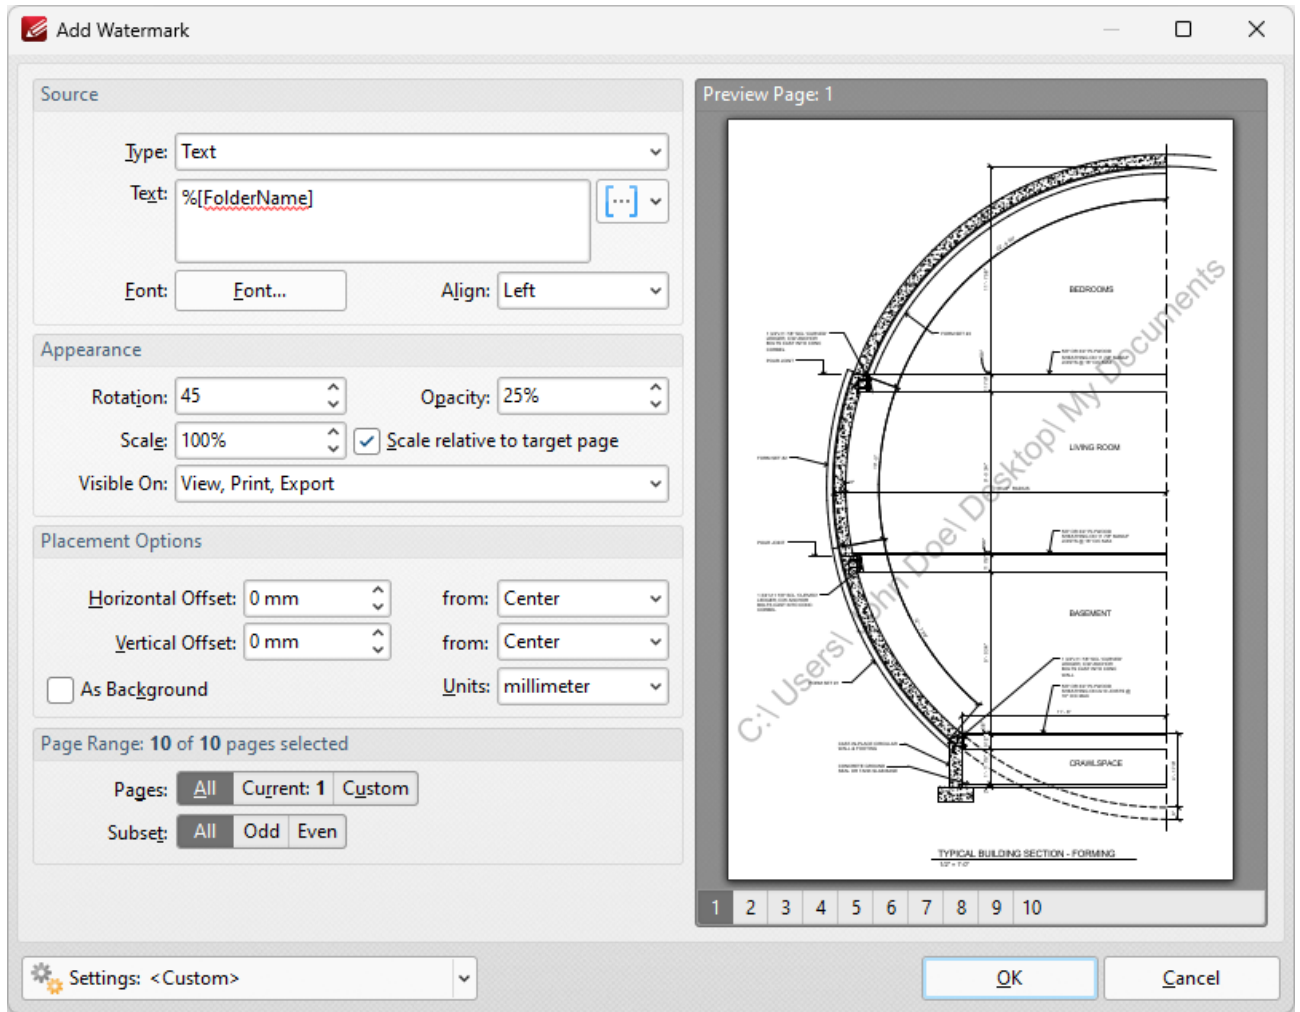 Add Watermark
Source
Type: Text
Text: %[FolderName]
Font: Font... Align: Left
Appearance
Rotation: 45 Opacity: 25%
Scale: 100% Scale relative to target page
Visible On: View, Print, Export
Placement Options
Horizontal Offset: 0 mm from: Center
Vertical Offset: 0 mm from: Center
As Background Units: millimeter
Page Range: 10 of 10 pages selected
Pages: All Current: 1 Custom
Subset: All Odd Even
Preview Page: 1
BEDROOMS
LIVING ROOM
BASEMENT
CRAWLSPACE
C:\ Users\ John Doe\ Desktop\ My Documents
TYPICAL BUILDING SECTION - FORMING
1 2 3 4 5 6 7 8 9 10
Settings: <Custom>
OK Cancel